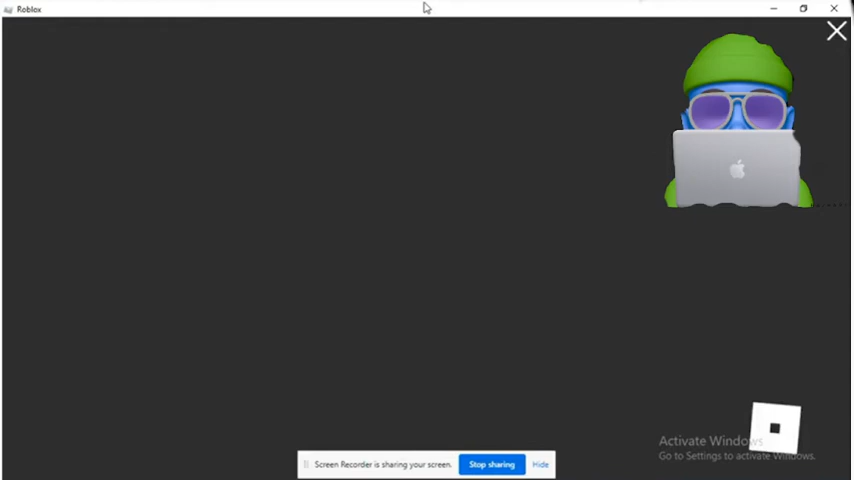 Roblox
Activate Windows
Go to Settings to activate Windows.
Screen Recorder is sharing your screen. Stop sharing Hide